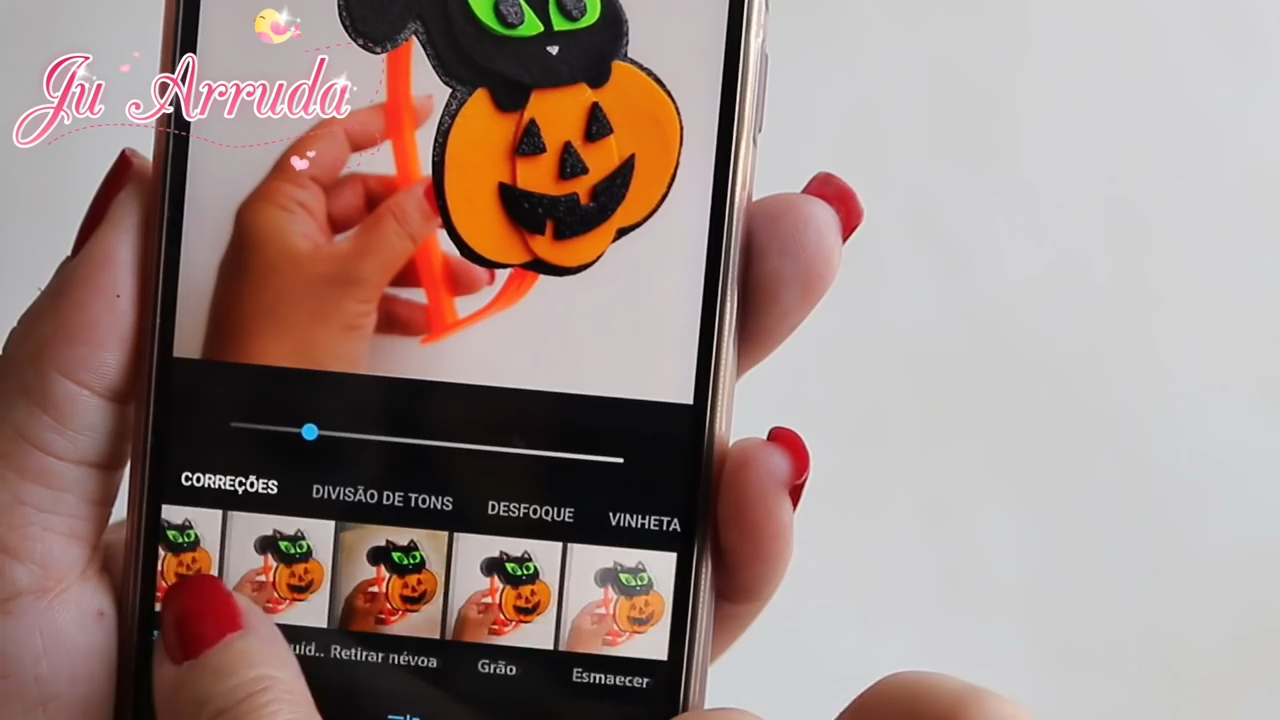 Ju Arruda
CORREÇÕES DIVISÃO DE TONS DESFOQUE VINHETA
Retirar névoa Grão Esmaecer